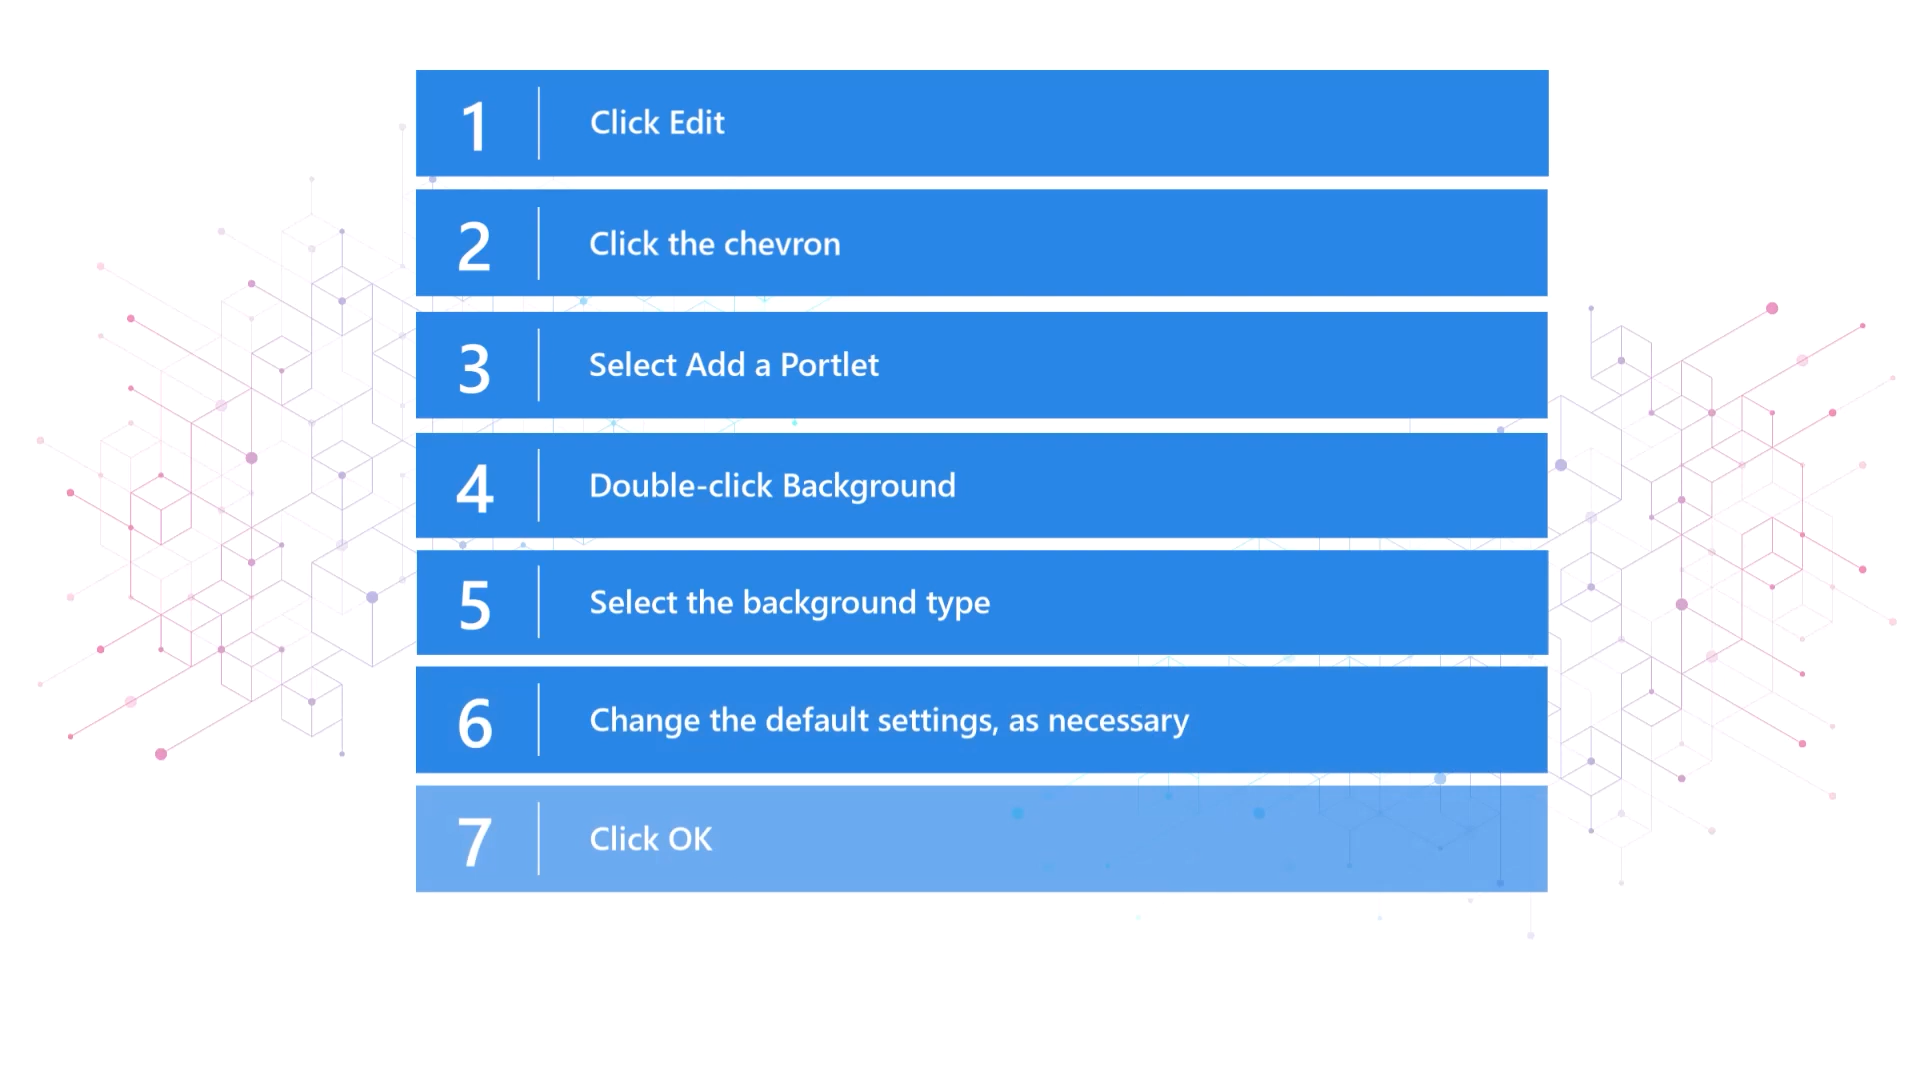 1 Click Edit
2 Click the chevron
3 Select Add a Portlet
4 Double-click Background
5 Select the background type
6 Change the default settings, as necessary
7 Click OK